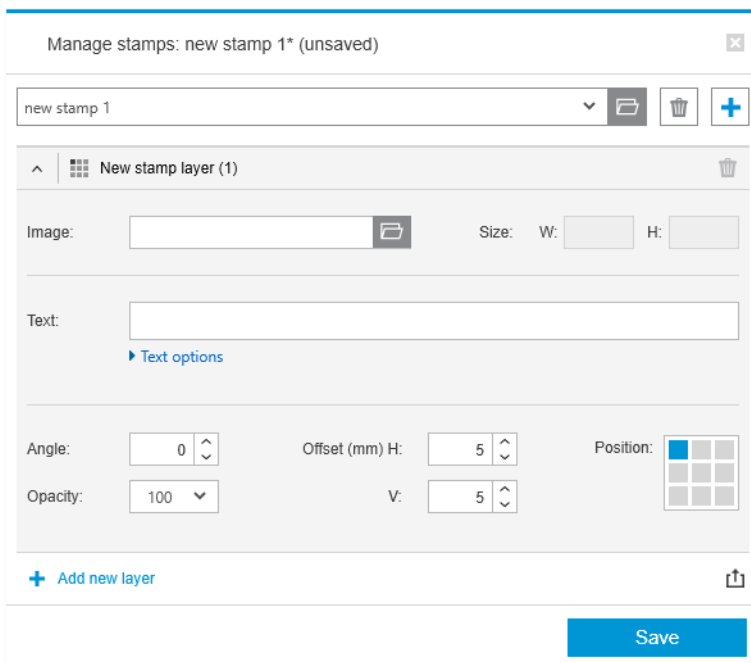 Manage stamps: new stamp 1* (unsaved)
new stamp 1
New stamp layer (1)
Image: Size: W: H:
Text:
Text options
Angle: 0 Offset (mm) H: 5 Position:
Opacity: 100 V: 5
Add new layer
Save